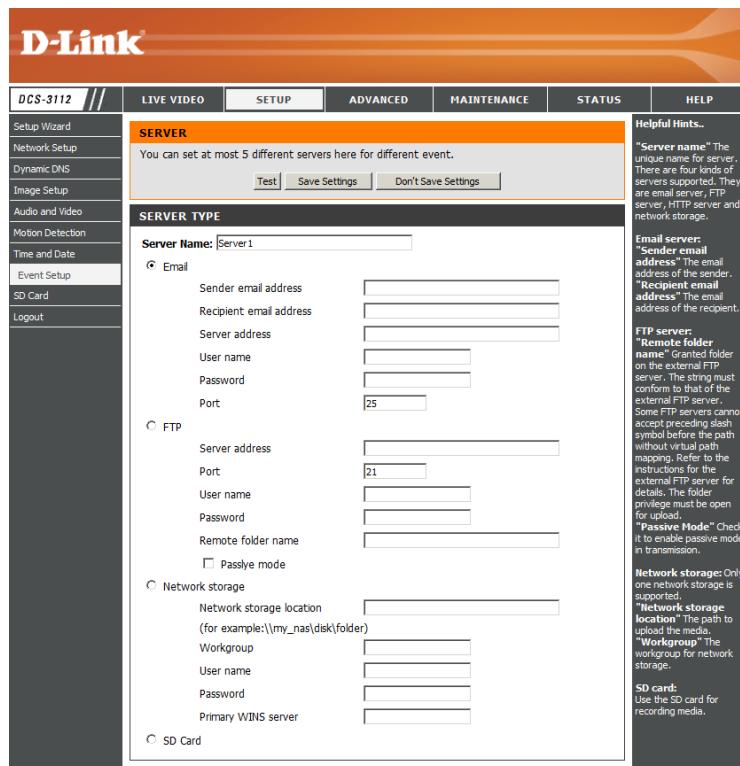 D-Link
DCS-3112
LIVE VIDEO
SETUP
ADVANCED
MAINTENANCE
STATUS
HELP
Setup Wizard
Network Setup
Dynamic DNS
Image Setup
Audio and Video
Motion Detection
Time and Date
Event Setup
SD Card
Logout
SERVER
You can set at most 5 different servers here for different event.
Test
Save Settings
Don't Save Settings
SERVER TYPE
Server Name: Server1
Email
Sender email address
Recipient email address
Server address
User name
Password
Port 25
FTP
Server address
Port 21
User name
Password
Remote folder name
Passlye mode
Network storage
Network storage location
(for example:\\my_nas\disk\folder)
Workgroup
User name
Password
Primary WINS server
SD Card
Helpful Hints..
"Server name" The
unique name for server.
There are four kinds of
servers supported. They
are email server, FTP
server, HTTP server and
network storage.
Email server:
"Sender email
address" The email
address of the sender.
"Recipient email
address" The email
address of the recipient.
FTP server:
"Remote folder
name" Granted folder
on the external FTP
server. The string must
conform to that of the
external FTP server.
Some FTP servers canno
accept preceding slash
symbol before the path
without virtual path
mapping. Refer to the
instructions for the
external FTP server for
details. The folder
privilege must be open
for upload.
"Passive Mode" Check
it to enable passive mode
in transmission.
Network storage: Only
one network storage is
supported.
"Network storage
location" The path to
upload the media.
"Workgroup" The
workgroup for network
storage.
SD card:
Use the SD card for
recording media.